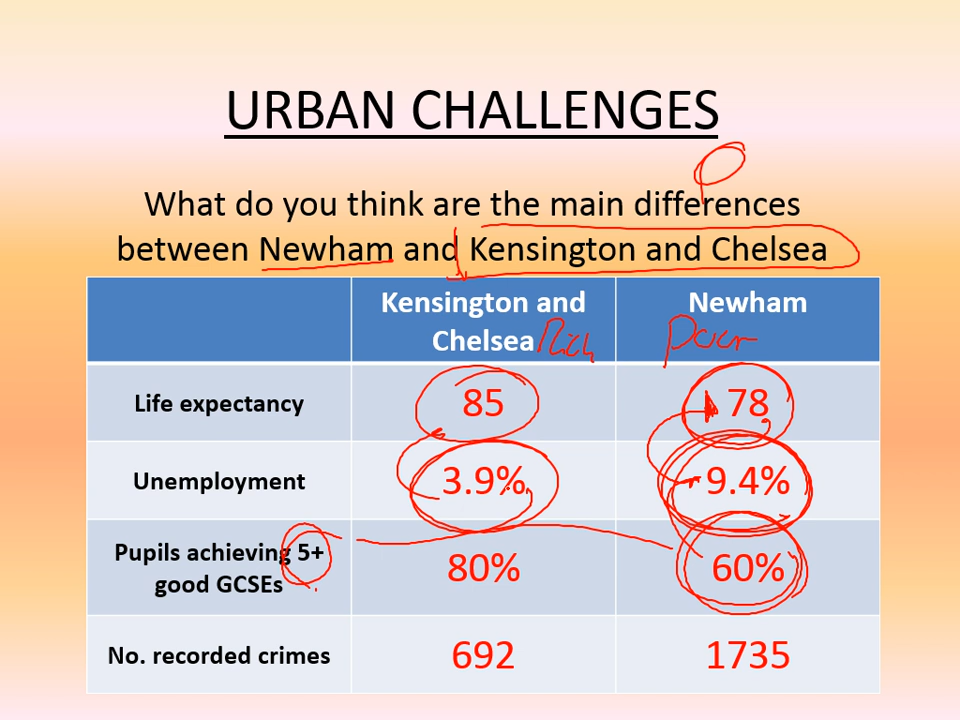 URBAN CHALLENGES
What do you think are the main differences
between Newham and Kensington and Chelsea
Kensington and
Chelsea Rich
Newham
Poor
Life expectancy
85
78
Unemployment
3.9%
9.4%
Pupils achieving 5+
good GCSEs
80%
60%
No. recorded crimes
692
1735